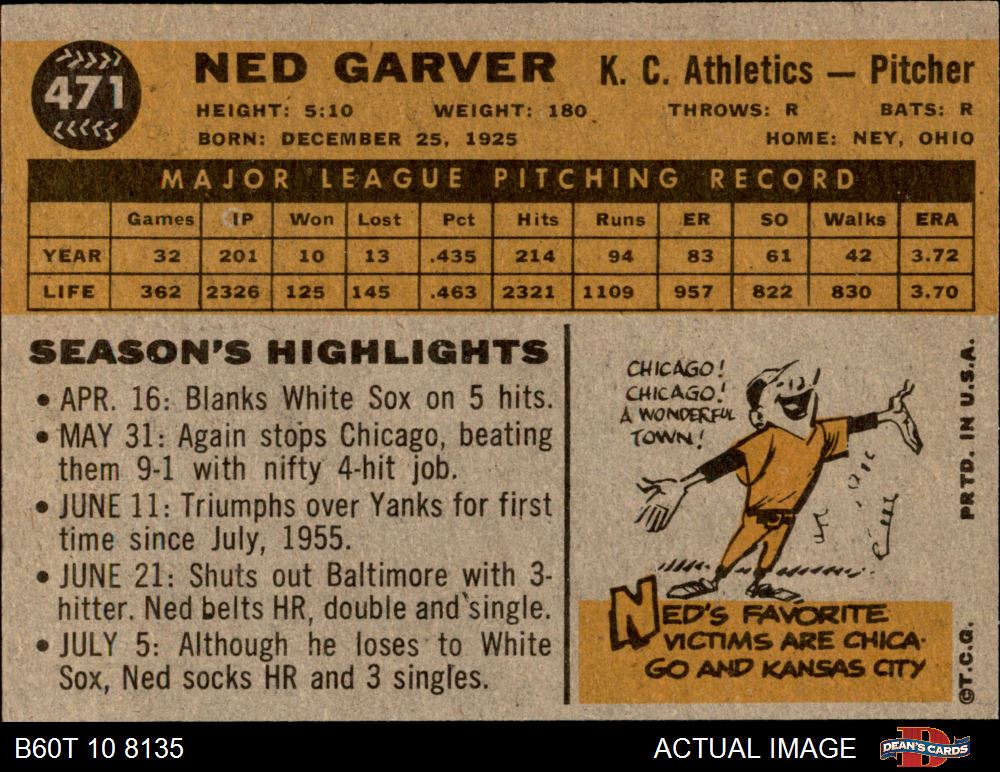 471
NED GARVER
K. C. Athletics — Pitcher
HEIGHT: 5:10 WEIGHT: 180 THROWS: R BATS: R
BORN: DECEMBER 25, 1925 HOME: NEY, OHIO
MAJOR LEAGUE PITCHING RECORD
Games IP Won Lost Pct Hits Runs ER SO Walks ERA
YEAR 32 201 10 13 .435 214 94 83 61 42 3.72
LIFE 362 2326 125 145 .463 2321 1109 957 822 830 3.70
SEASON'S HIGHLIGHTS
• APR. 16: Blanks White Sox on 5 hits.
• MAY 31: Again stops Chicago, beating
them 9-1 with nifty 4-hit job.
• JUNE 11: Triumphs over Yanks for first
time since July, 1955.
• JUNE 21: Shuts out Baltimore with 3-
hitter. Ned belts HR, double and single.
• JULY 5: Although he loses to White
Sox, Ned socks HR and 3 singles.
CHICAGO!
CHICAGO!
A WONDERFUL
TOWN!
NED'S FAVORITE
VICTIMS ARE CHICA-
GO AND KANSAS CITY
©T.C.G. PRTD. IN U.S.A.
B60T 10 8135
ACTUAL IMAGE
D
DEAN'S CARDS